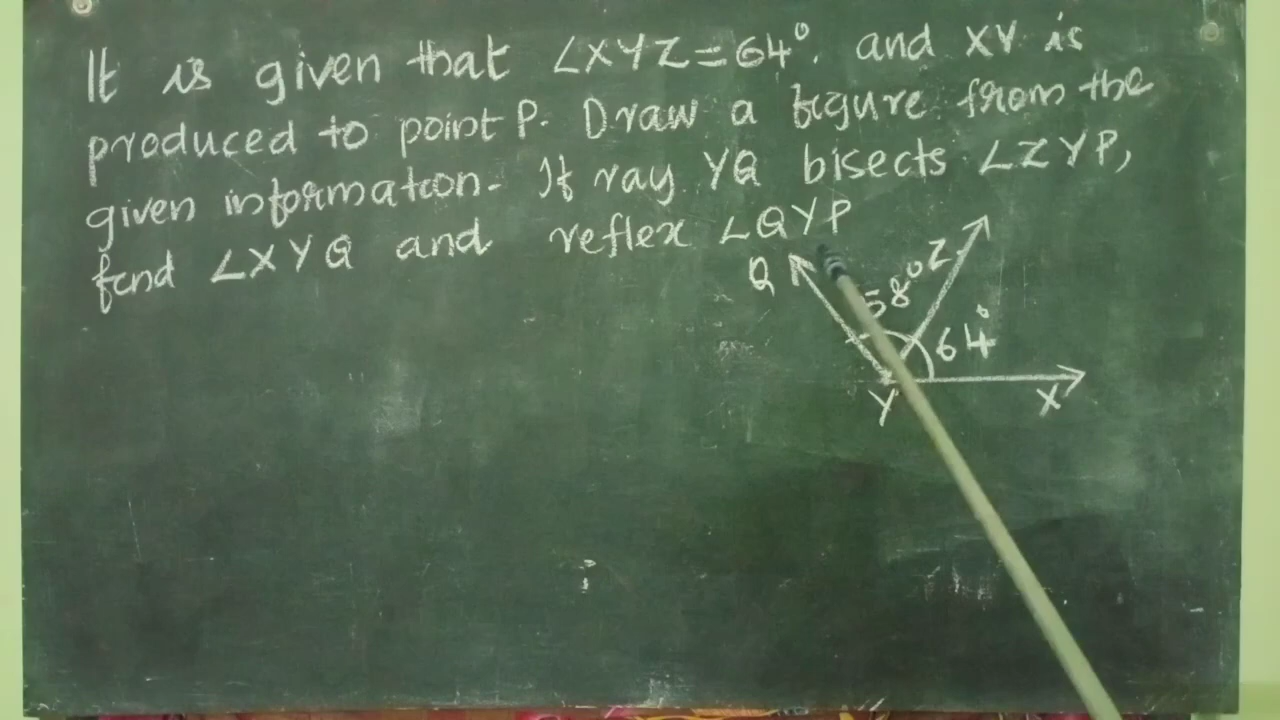 It is given that ∠XYZ=64°. and XY is
produced to point P. Draw a figure from the
given information. If ray YQ bisects ∠ZYP,
find ∠XYQ and reflex ∠QYP
Q
58°
Z
64°
Y
X